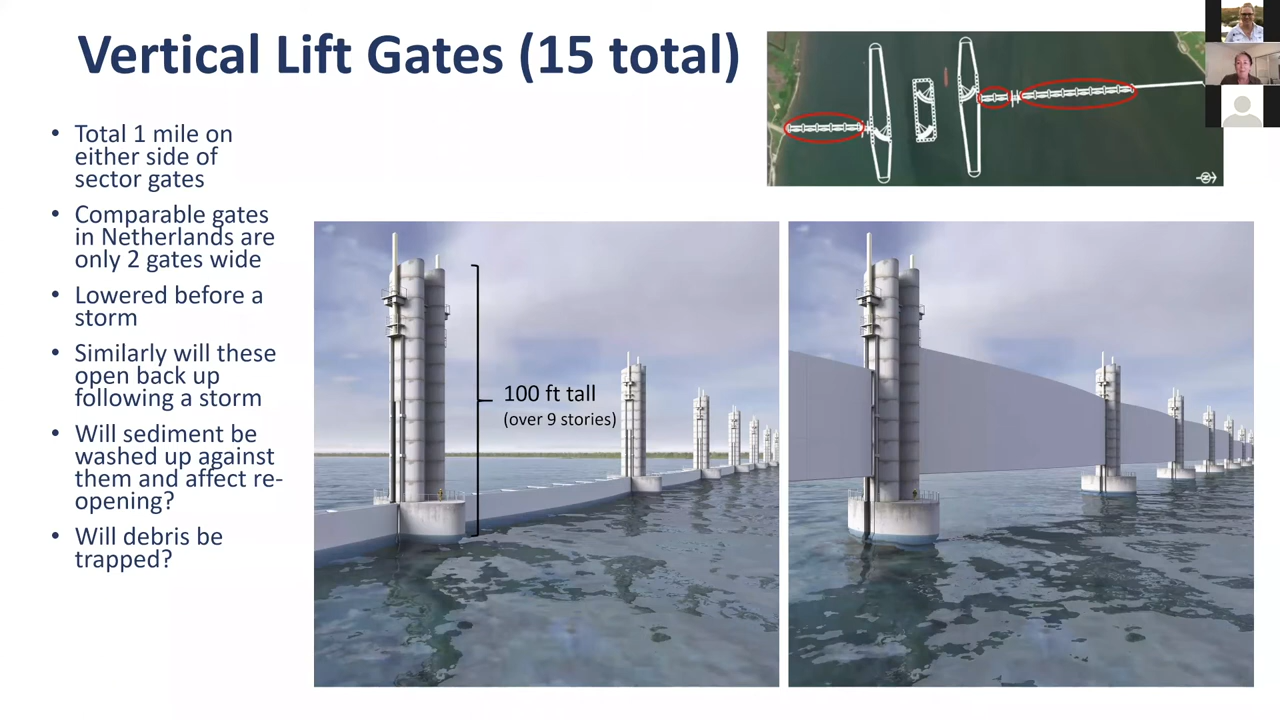 Vertical Lift Gates (15 total)
• Total 1 mile on
either side of
sector gates
• Comparable gates
in Netherlands are
only 2 gates wide
• Lowered before a
storm
• Similarly will these
open back up
following a storm
• Will sediment be
washed up against
them and affect re-
opening?
• Will debris be
trapped?
100 ft tall
(over 9 stories)